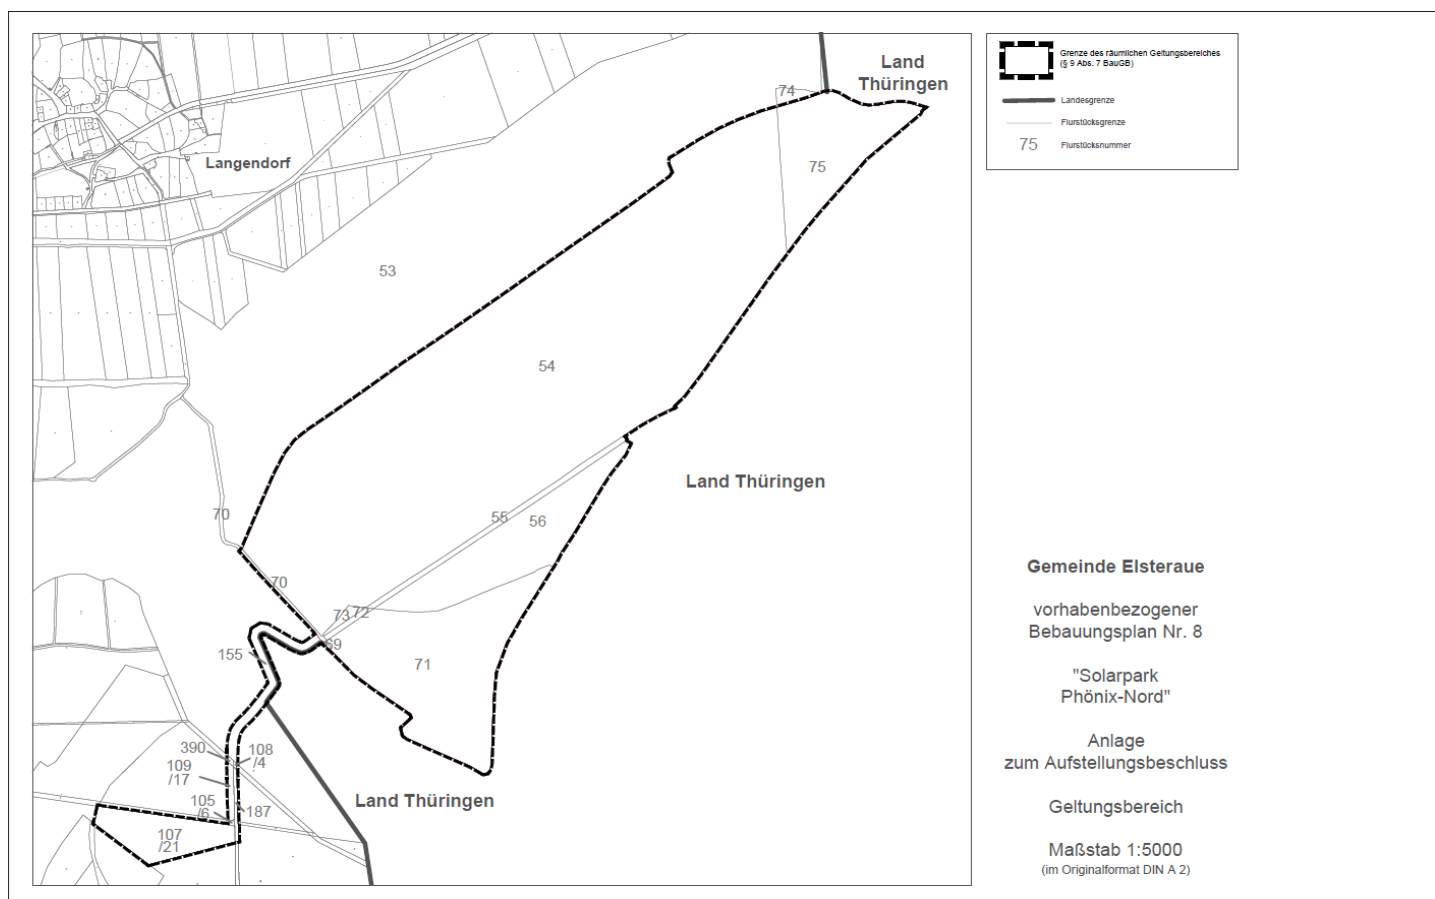 Land
Thüringen
74
75
Langendorf
53
54
Land Thüringen
70
55
56
70
73
72
69
155
71
390
108
/4
109
/17
105
/6
187
107
/21
Land Thüringen
Grenze des räumlichen Geltungsbereiches
(§ 9 Abs. 7 BauGB)
Landesgrenze
Flurstücksgrenze
75
Flurstücksnummer
Gemeinde Elsteraue
vorhabenbezogener
Bebauungsplan Nr. 8
"Solarpark
Phönix-Nord"
Anlage
zum Aufstellungsbeschluss
Geltungsbereich
Maßstab 1:5000
(im Originalformat DIN A 2)